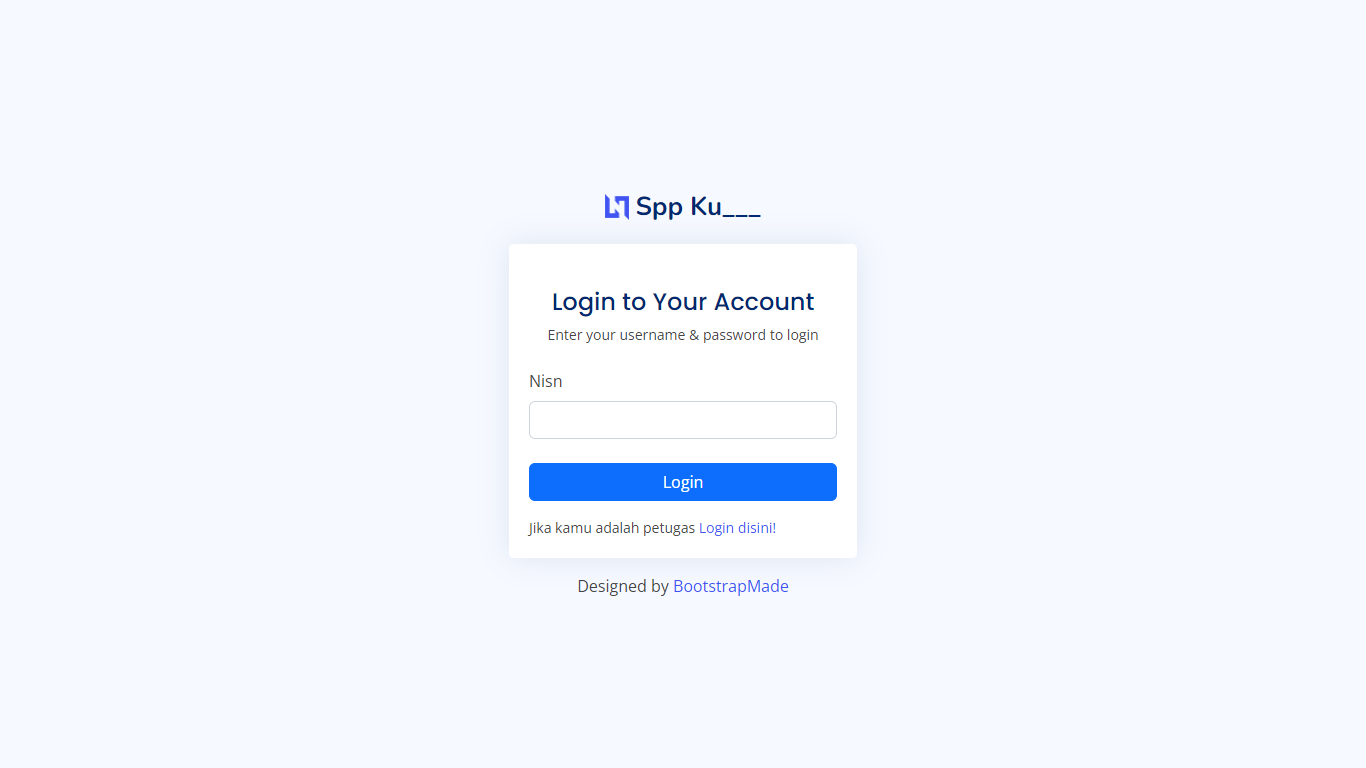 Spp Ku___
Login to Your Account
Enter your username & password to login
Nisn
Login
Jika kamu adalah petugas Login disini!
Designed by BootstrapMade